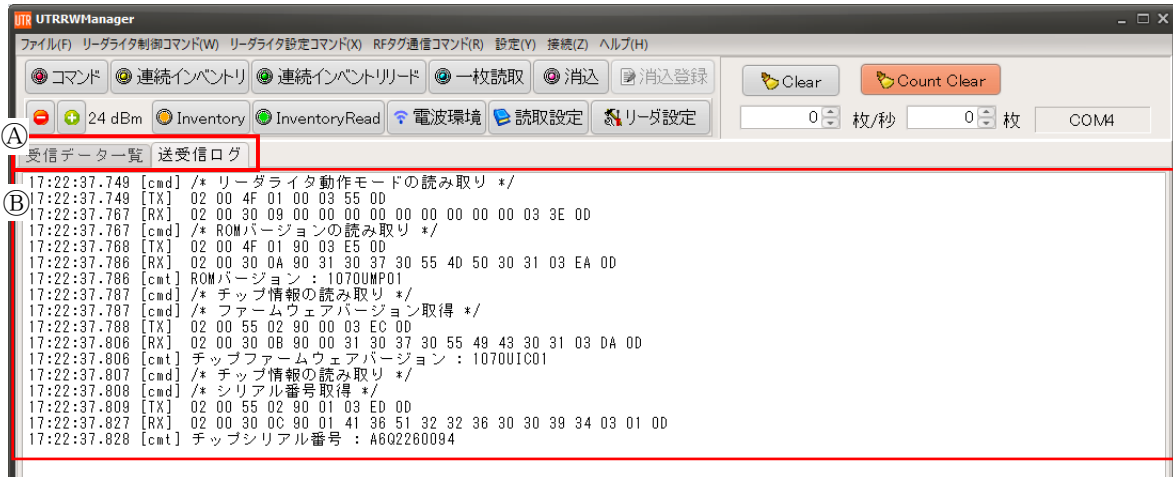 UTR UTRRWManager
ファイル(F) リーダライタ制御コマンド(W) リーダライタ設定コマンド(X) RFタグ通信コマンド(R) 設定(Y) 接続(Z) ヘルプ(H)
コマンド 連続インベントリ 連続インベントリリード 一枚読取 消込 消込登録 Clear Count Clear
24 dBm Inventory InventoryRead 電波環境 読取設定 リーダ設定 0 枚/秒 0 枚 COM4
A
受信データ一覧 送受信ログ
B
17:22:37.749 [cmd] /* リーダライタ動作モードの読み取り */
17:22:37.749 [TX] 02 00 4F 01 00 03 55 0D
17:22:37.767 [RX] 02 00 30 09 00 00 00 00 00 00 00 00 00 03 3E 0D
17:22:37.767 [cmd] /* ROMバージョンの読み取り */
17:22:37.768 [TX] 02 00 4F 01 90 03 E5 0D
17:22:37.786 [RX] 02 00 30 0A 90 31 30 37 30 55 4D 50 30 31 03 EA 0D
17:22:37.786 [cmt] ROMバージョン : 1070UMP01
17:22:37.787 [cmd] /* チップ情報の読み取り */
17:22:37.787 [cmd] /* ファームウェアバージョン取得 */
17:22:37.788 [TX] 02 00 55 02 90 00 03 EC 0D
17:22:37.806 [RX] 02 00 30 0B 90 00 31 30 37 30 55 49 43 30 31 03 DA 0D
17:22:37.806 [cmt] チップファームウェアバージョン : 1070UIC01
17:22:37.807 [cmd] /* チップ情報の読み取り */
17:22:37.808 [cmd] /* シリアル番号取得 */
17:22:37.809 [TX] 02 00 55 02 90 01 03 ED 0D
17:22:37.827 [RX] 02 00 30 0C 90 01 41 36 51 32 32 36 30 30 39 34 03 01 0D
17:22:37.828 [cmt] チップシリアル番号 : A6Q2260094